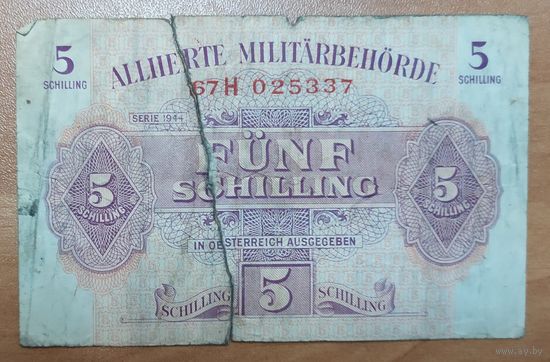 5 SCHILLING
ALLIIERTE MILITÄRBEHÖRDE
5 SCHILLING
67H 025337
SERIE 1944
FÜNF
SCHILLING
5 SCHILLING
5 SCHILLING
IN OESTERREICH AUSGEGEBEN
SCHILLING 5 SCHILLING
www.ay.by